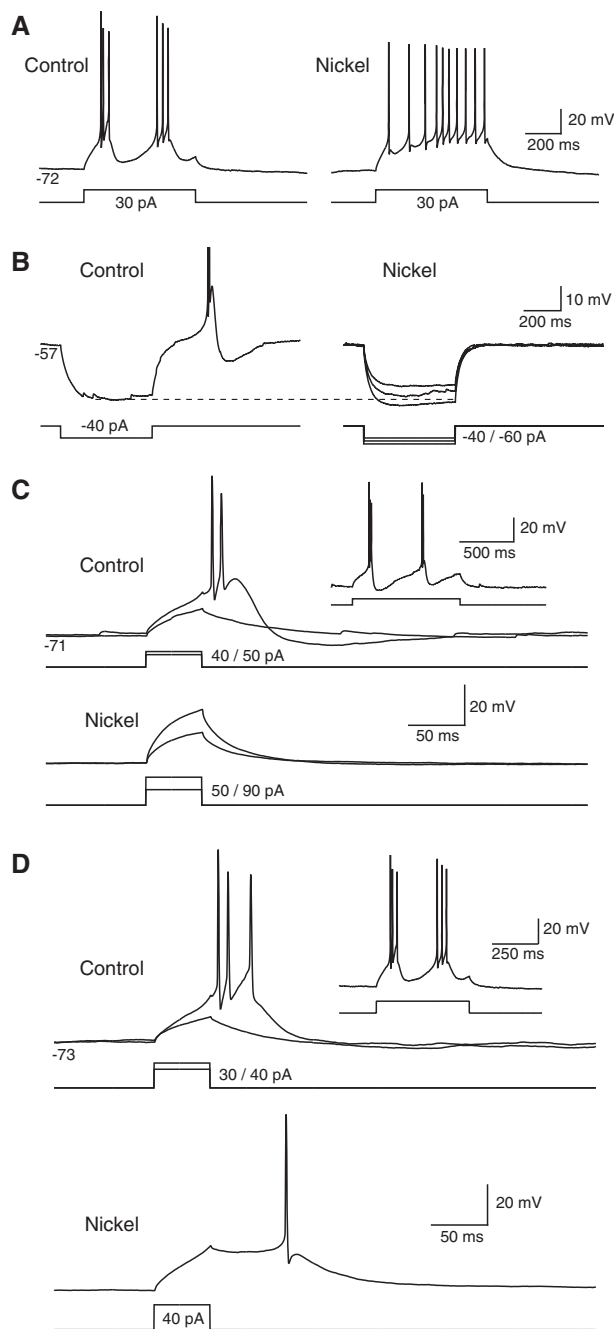 A
Control
Nickel
20 mV
200 ms
-72
30 pA
30 pA
B
Control
Nickel
10 mV
200 ms
-57
-40 pA
-40 / -60 pA
C
Control
20 mV
500 ms
-71
40 / 50 pA
Nickel
20 mV
50 ms
50 / 90 pA
D
Control
20 mV
250 ms
-73
30 / 40 pA
Nickel
20 mV
50 ms
40 pA